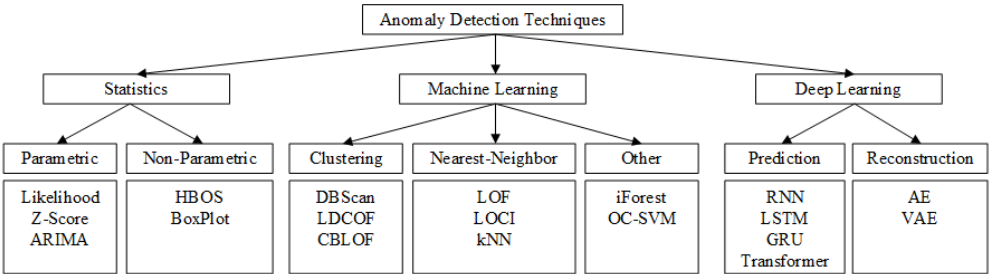 Anomaly Detection Techniques
Statistics
Machine Learning
Deep Learning
Parametric
Non-Parametric
Clustering
Nearest-Neighbor
Other
Prediction
Reconstruction
Likelihood
Z-Score
ARIMA
HBOS
BoxPlot
DBScan
LDCOF
CBLOF
LOF
LOCI
kNN
iForest
OC-SVM
RNN
LSTM
GRU
Transformer
AE
VAE